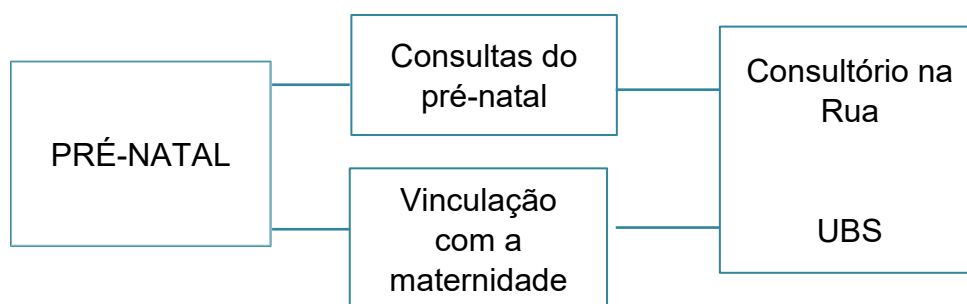 PRÉ-NATAL
Consultas do
pré-natal
Vinculação
com a
maternidade
Consultório na
Rua
UBS